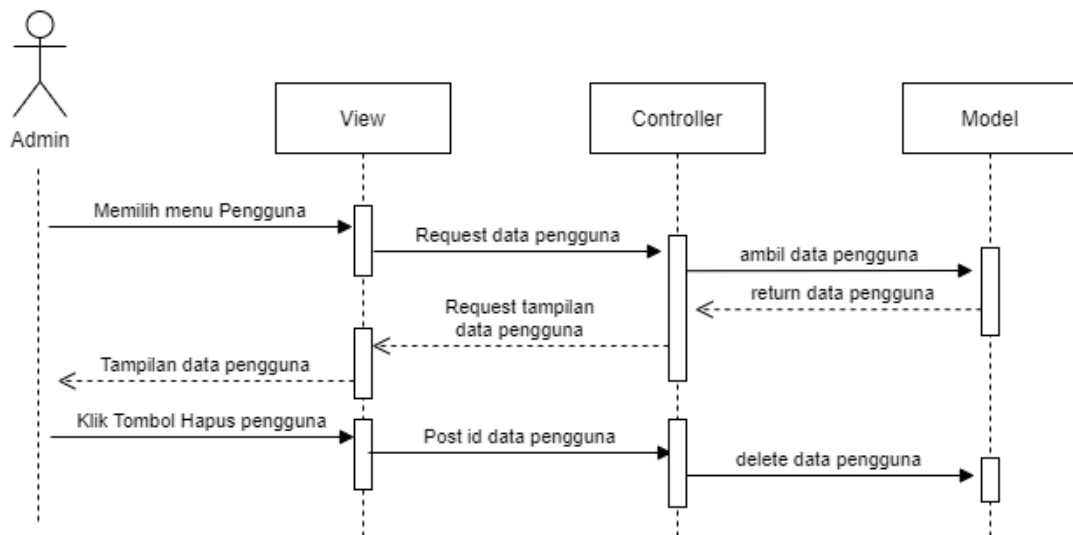 View
Controller
Model
Admin
Memilih menu Pengguna
Request data pengguna
ambil data pengguna
return data pengguna
Request tampilan
data pengguna
Tampilan data pengguna
Klik Tombol Hapus pengguna
Post id data pengguna
delete data pengguna